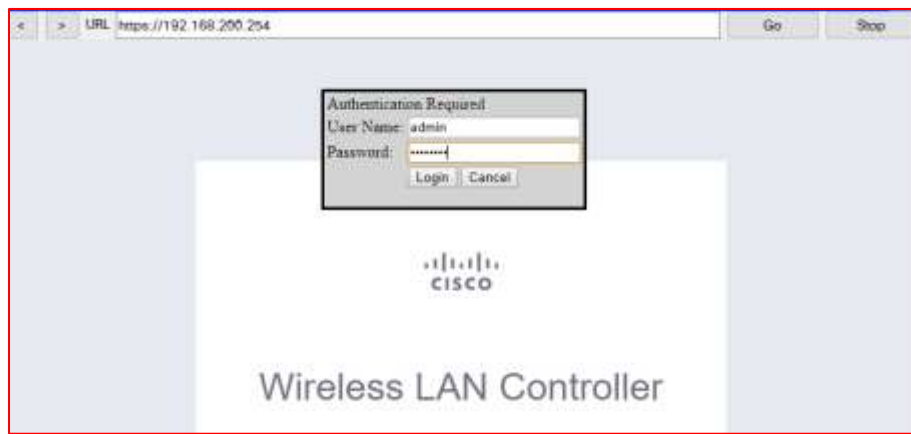 < > URL https://192.168.200.254 Go Stop
Authentication Required
User Name: admin
Password: ••••••••
Login Cancel
CISCO
Wireless LAN Controller